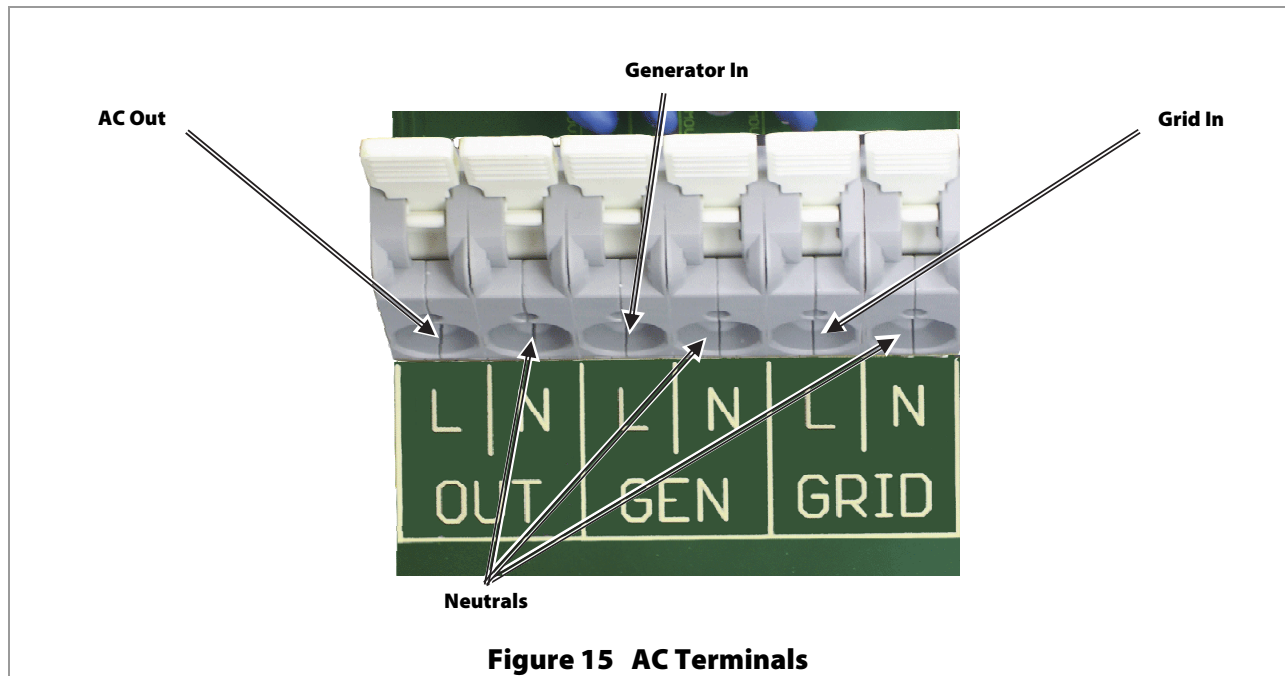 Generator In
AC Out
Grid In
L N L N L N
OUT GEN GRID
Neutrals
Figure 15 AC Terminals